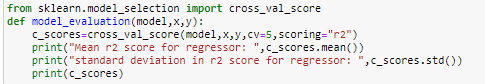 from sklearn.model_selection import cross_val_score
def model_evaluation(model,x,y):
    c_scores=cross_val_score(model,x,y,cv=5,scoring="r2")
    print("Mean r2 score for regressor: ",c_scores.mean())
    print("standard deviation in r2 score for regressor: ",c_scores.std())
    print(c_scores)